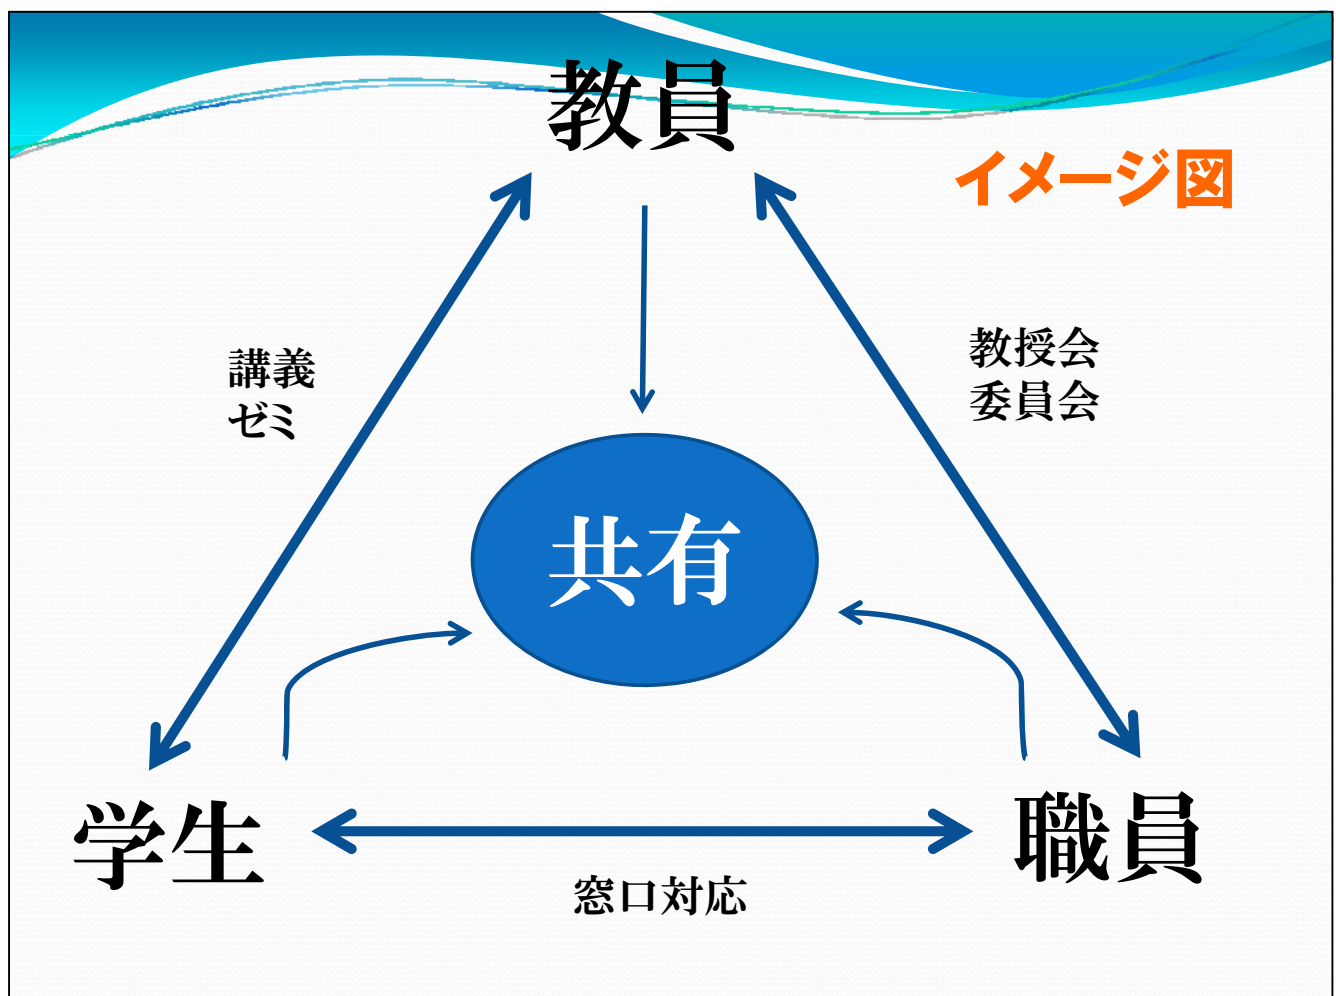 教員
イメージ図
講義
ゼミ
教授会
委員会
共有
学生
職員
窓口対応